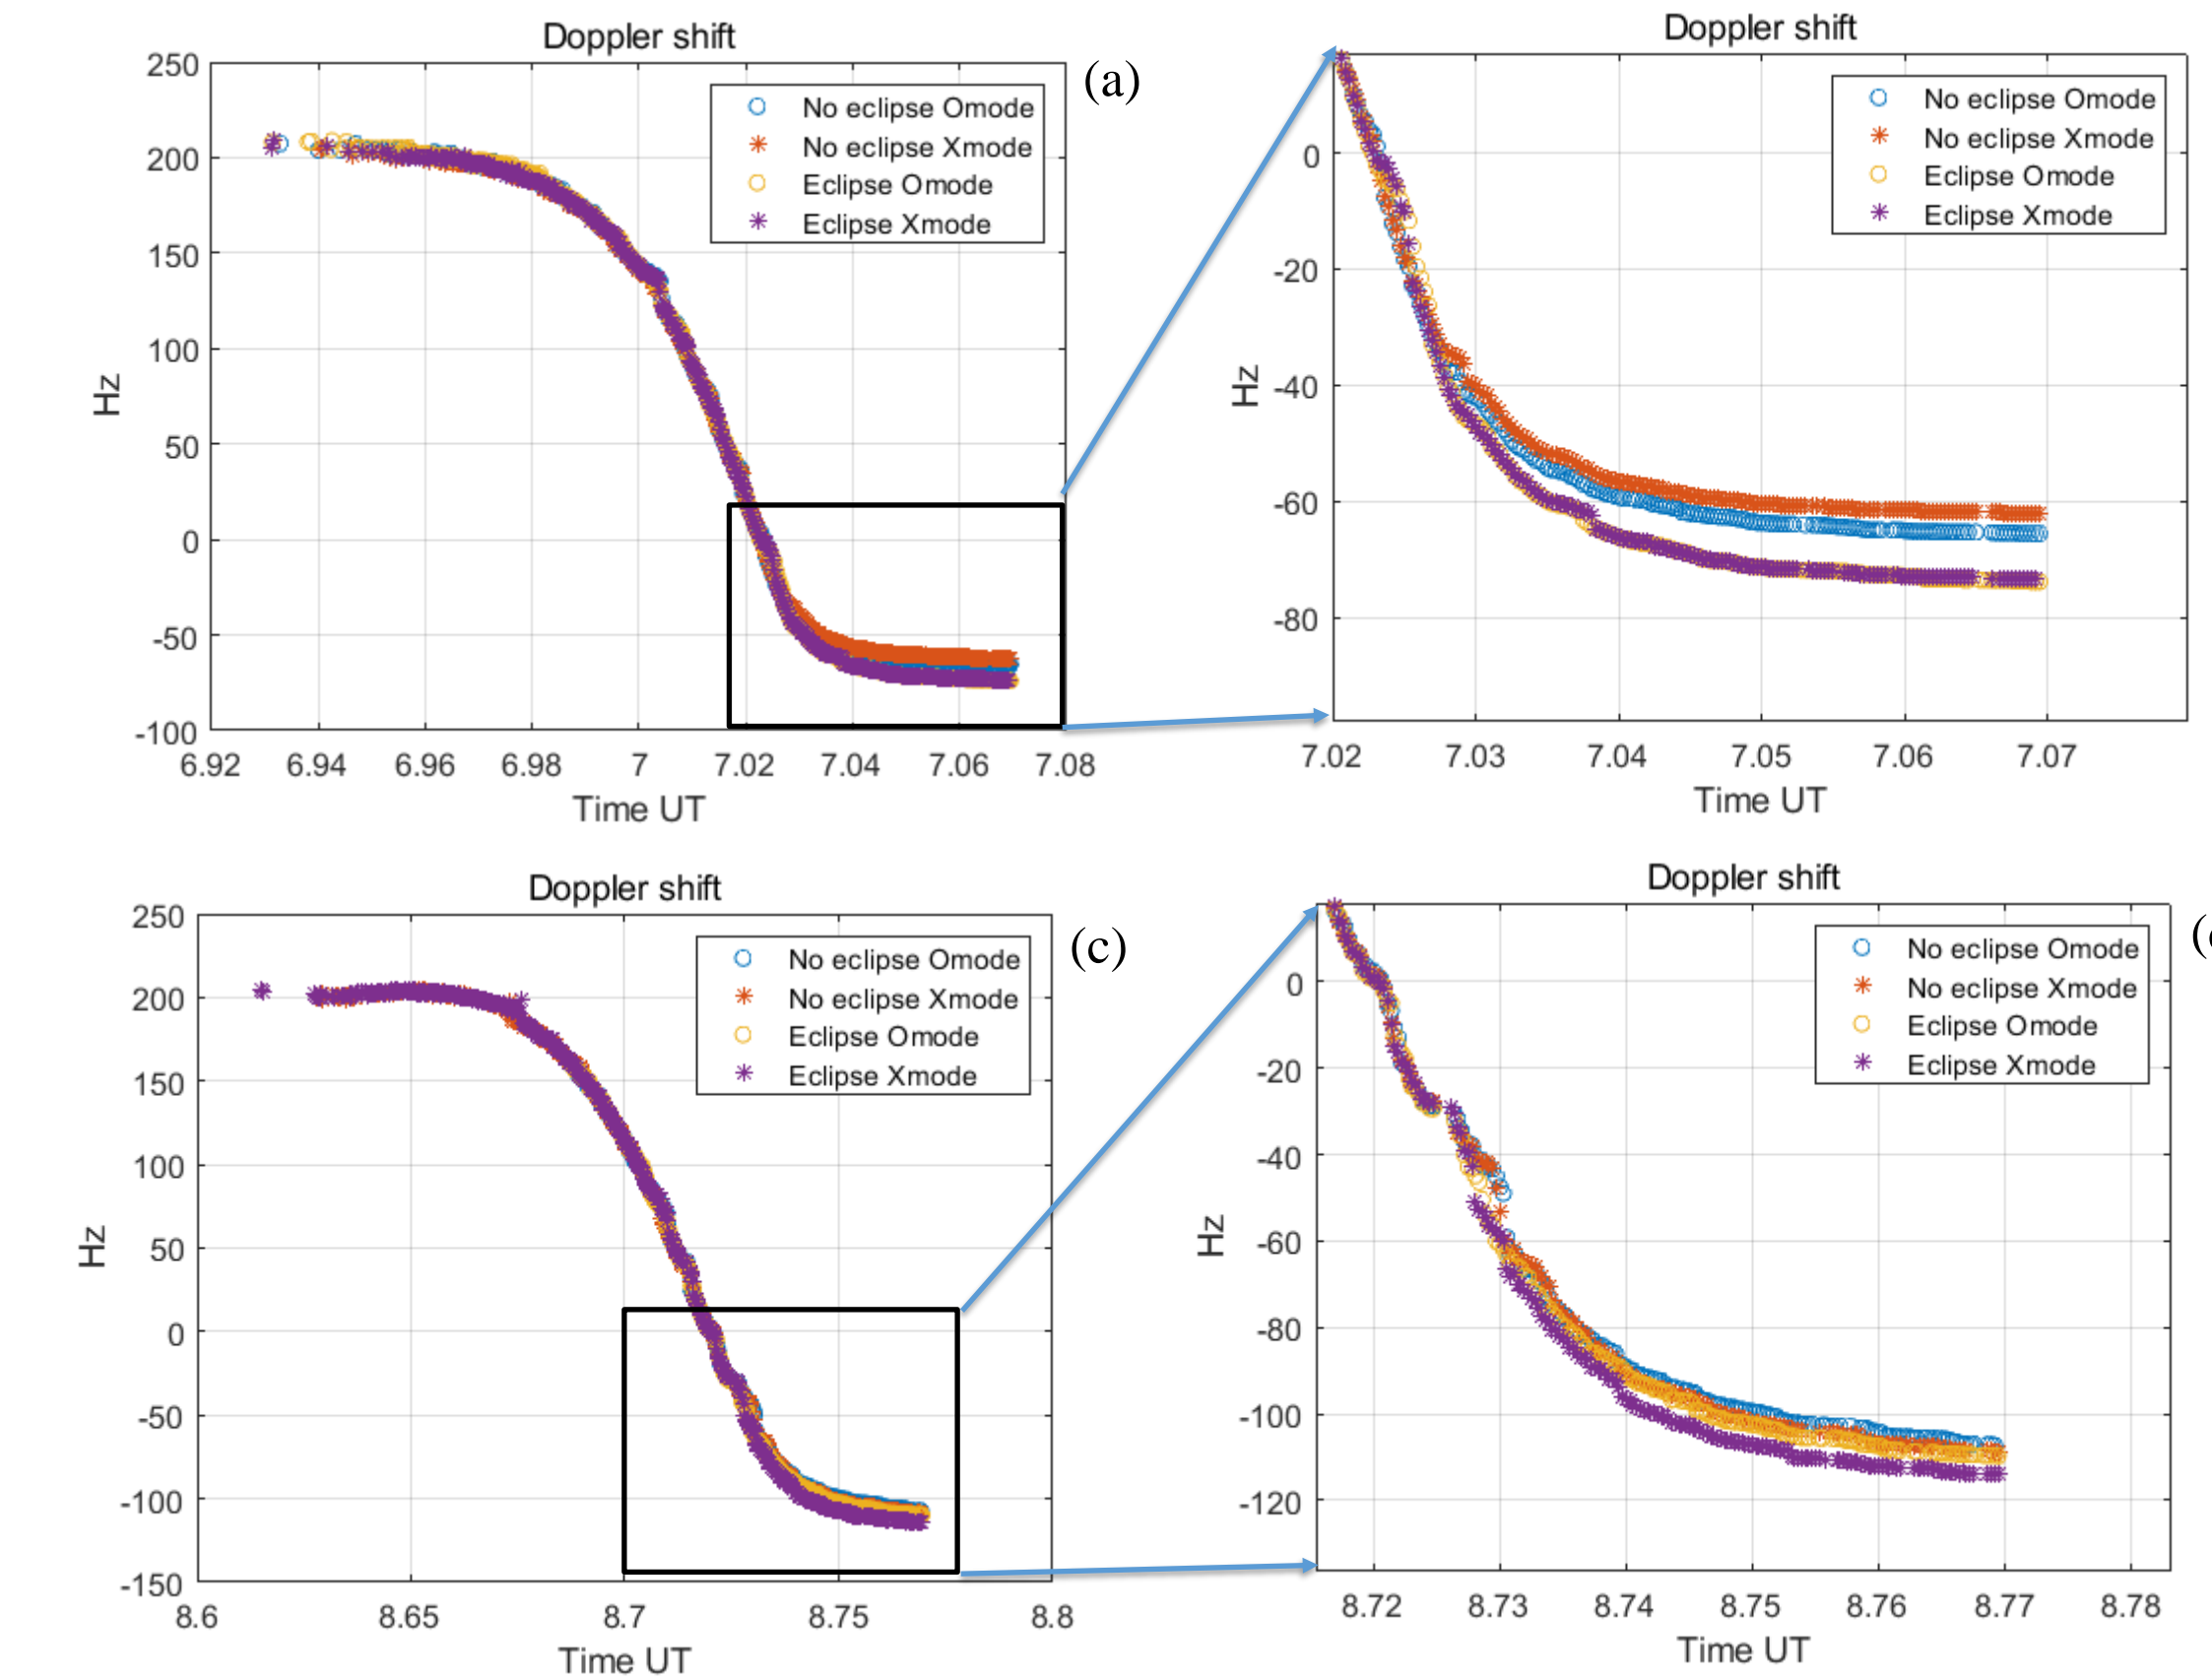 Doppler shift
(a)
250
200
150
100
50
0
-50
-100
Hz
No eclipse Omode
No eclipse Xmode
Eclipse Omode
Eclipse Xmode
6.92 6.94 6.96 6.98 7 7.02 7.04 7.06 7.08
Time UT
Doppler shift
0
-20
-40
-60
-80
Hz
No eclipse Omode
No eclipse Xmode
Eclipse Omode
Eclipse Xmode
7.02 7.03 7.04 7.05 7.06 7.07
Time UT
Doppler shift
(c)
250
200
150
100
50
0
-50
-100
-150
Hz
No eclipse Omode
No eclipse Xmode
Eclipse Omode
Eclipse Xmode
8.6 8.65 8.7 8.75 8.8
Time UT
Doppler shift
0
-20
-40
-60
-80
-100
-120
Hz
No eclipse Omode
No eclipse Xmode
Eclipse Omode
Eclipse Xmode
8.72 8.73 8.74 8.75 8.76 8.77 8.78
Time UT